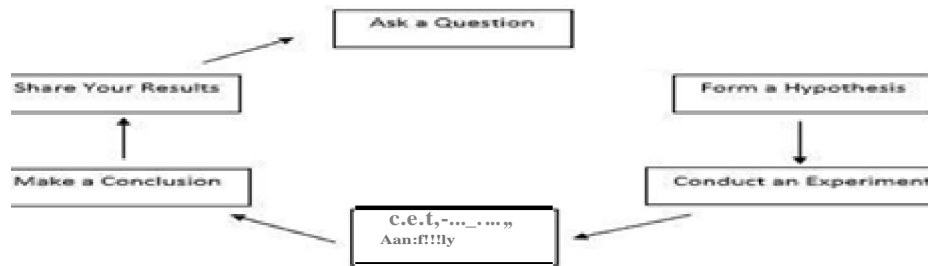 Ask a Question
Share Your Results
Form a Hypothesis
Make a Conclusion
Conduct an Experiment